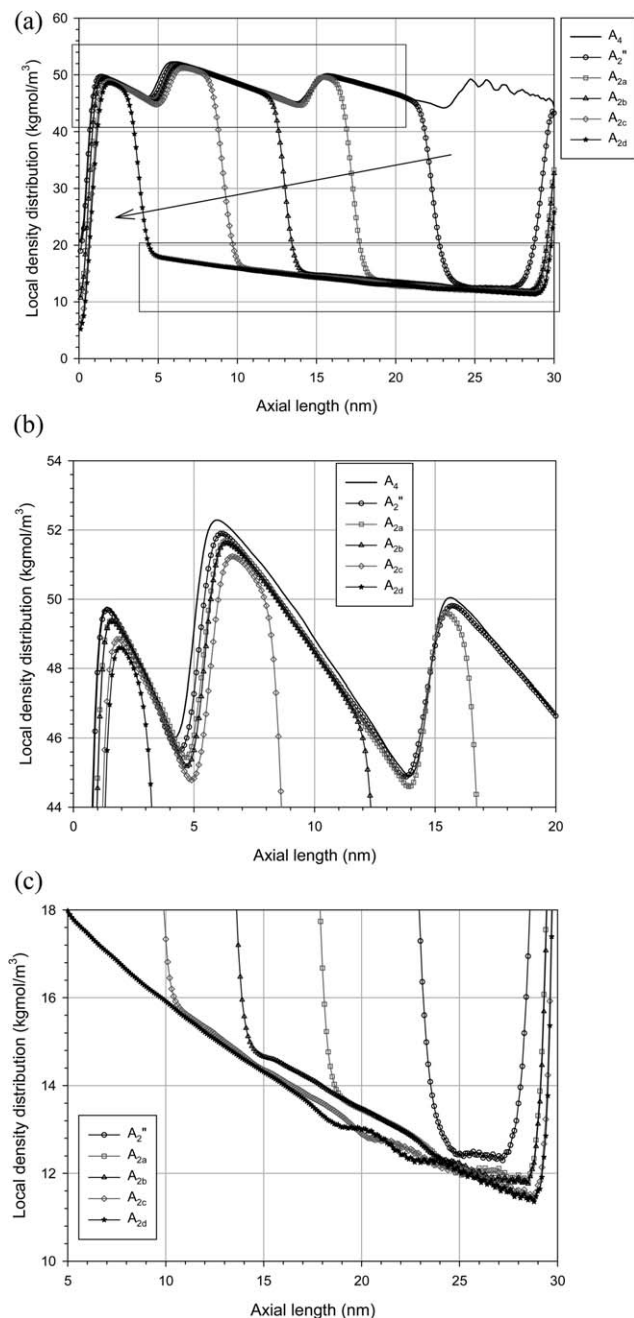 (a)
Local density distribution (kgmol/m³)
60
50
40
30
20
10
0
0 5 10 15 20 25 30
Axial length (nm)
A₄
A₂"
A₂ₐ
A₂b
A₂c
A₂d
(b)
Local density distribution (kgmol/m³)
54
52
50
48
46
44
0 5 10 15 20
Axial length (nm)
A₄
A₂"
A₂ₐ
A₂b
A₂c
A₂d
(c)
Local density distribution (kgmol/m³)
18
16
14
12
10
5 10 15 20 25 30
Axial length (nm)
A₂"
A₂ₐ
A₂b
A₂c
A₂d